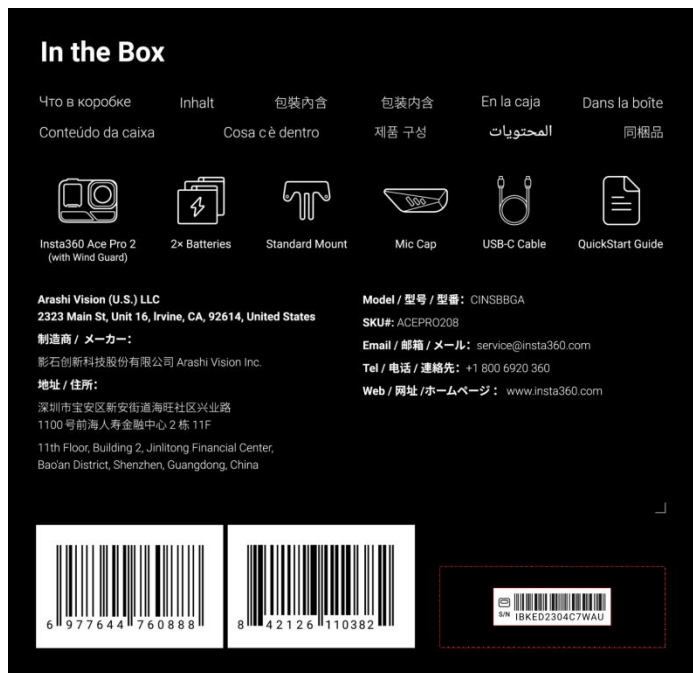 In the Box
Что в коробке Inhalt 包裝內含 包装内含 En la caja Dans la boîte
Conteúdo da caixa Cosa c è dentro 제품 구성 المحتويات 同梱品
Insta360 Ace Pro 2 2× Batteries Standard Mount Mic Cap USB-C Cable QuickStart Guide
(with Wind Guard)
Arashi Vision (U.S.) LLC
2323 Main St, Unit 16, Irvine, CA, 92614, United States
制造商 / メーカー：
影石创新科技股份有限公司 Arashi Vision Inc.
地址 / 住所：
深圳市宝安区新安街道海旺社区兴业路
1100号前海人寿金融中心2栋11F
11th Floor, Building 2, Jinlitong Financial Center,
Bao'an District, Shenzhen, Guangdong, China
Model / 型号 / 型番： CINSBBGA
SKU#: ACEPRO208
Email / 邮箱 / メール： service@insta360.com
Tel / 电话 / 連絡先： +1 800 6920 360
Web / 网址 /ホームページ ： www.insta360.com
6 977644 760888
8 42126 110382
S/N IBKED2304C7WAU